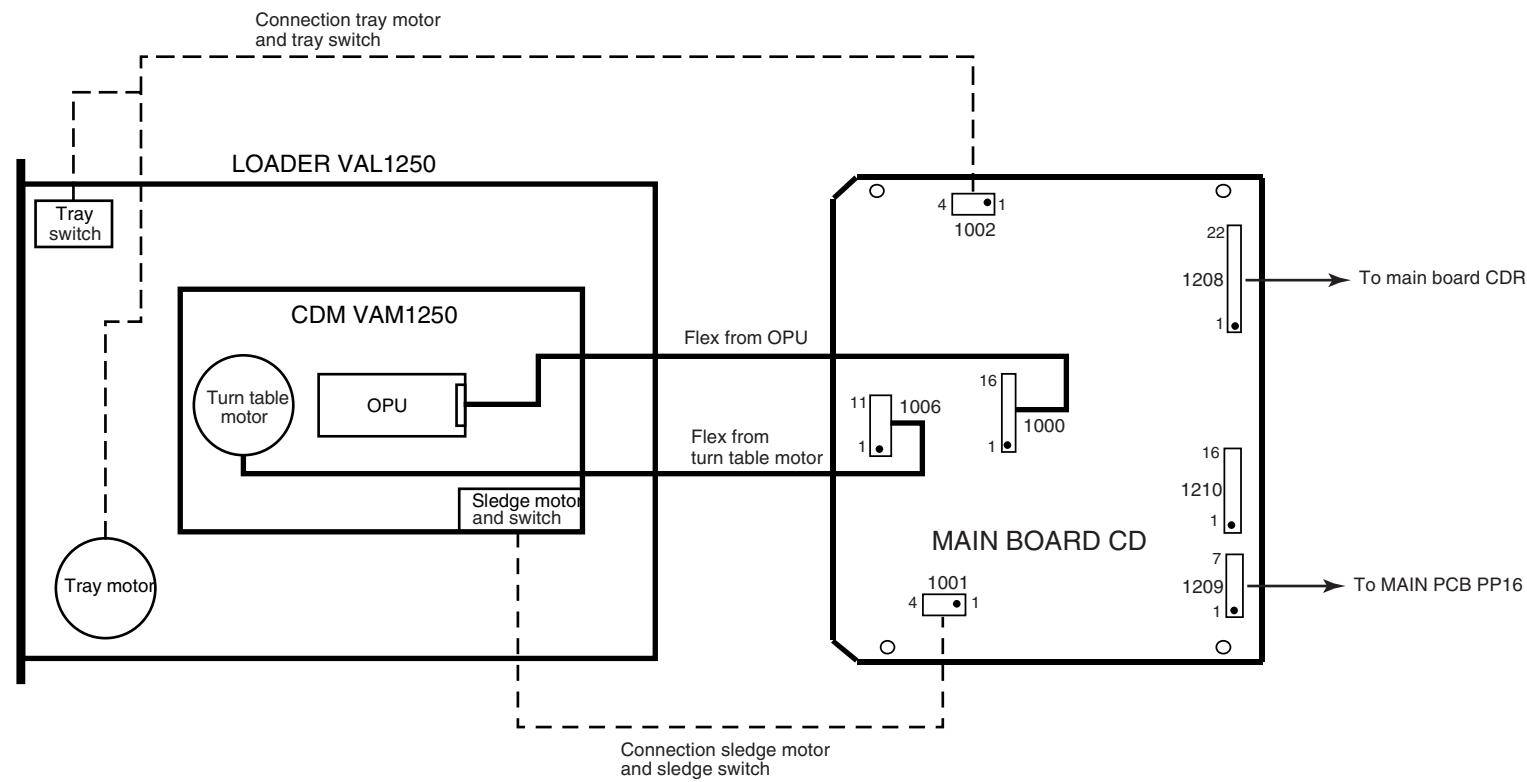 Connection tray motor
and tray switch
LOADER VAL1250
Tray
switch
4
1
1002
22
1208
1
To main board CDR
CDM VAM1250
Flex from OPU
Turn table
motor
OPU
11
1006
1
16
1000
1
Flex from
turn table motor
16
1210
1
Sledge motor
and switch
MAIN BOARD CD
7
1209
1
To MAIN PCB PP16
Tray motor
1001
4
1
Connection sledge motor
and sledge switch